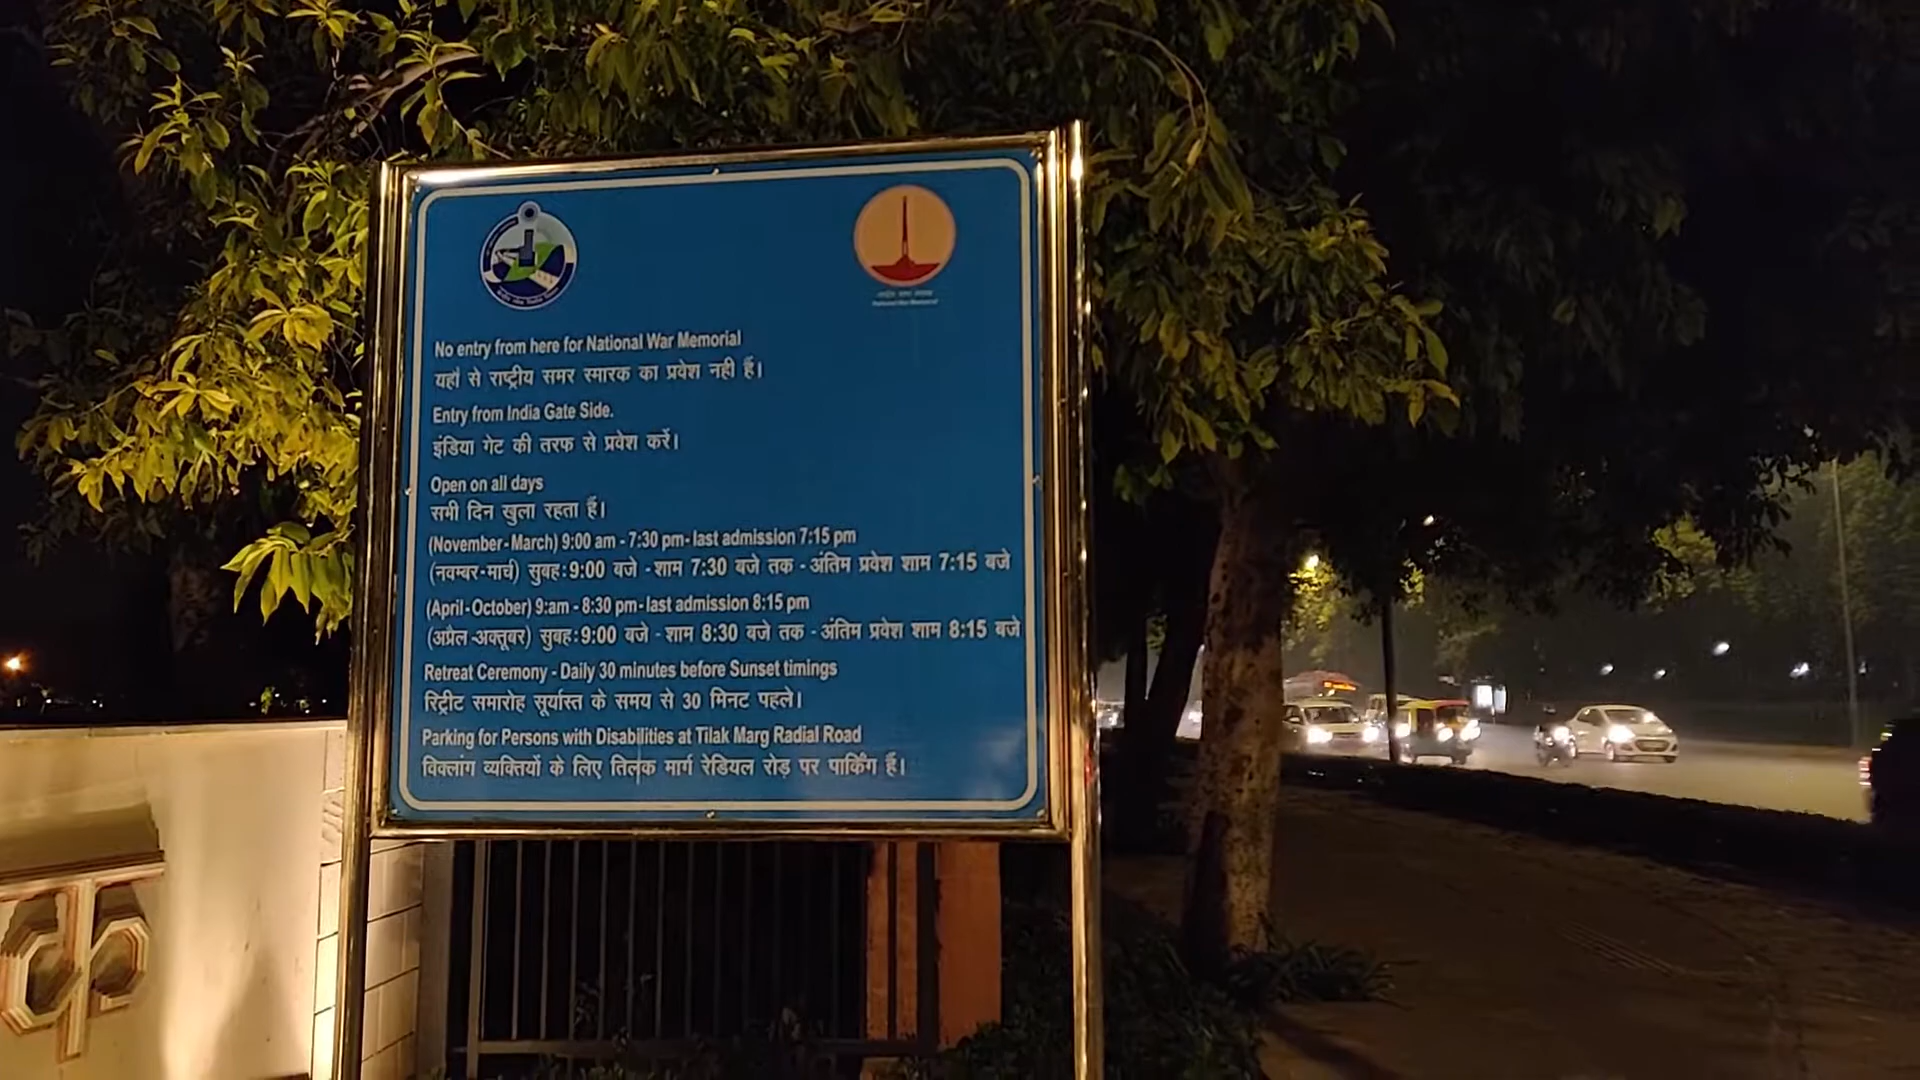 No entry from here for National War Memorial
यहाँ से राष्ट्रीय समर स्मारक का प्रवेश नही हैं।
Entry from India Gate Side.
इंडिया गेट की तरफ से प्रवेश करें।
Open on all days
सभी दिन खुला रहता हैं।
(November-March) 9:00 am - 7:30 pm- last admission 7:15 pm
(नवम्बर-मार्च) सुबह:9:00 बजे -शाम 7:30 बजे तक - अंतिम प्रवेश शाम 7:15 बजे
(April-October) 9:am - 8:30 pm- last admission 8:15 pm
(अप्रैल-अक्तूबर) सुबह:9:00 बजे - शाम 8:30 बजे तक - अंतिम प्रवेश शाम 8:15 बजे
Retreat Ceremony - Daily 30 minutes before Sunset timings
रिट्रीट समारोह सूर्यास्त के समय से 30 मिनट पहले।
Parking for Persons with Disabilities at Tilak Marg Radial Road
विक्लांग व्यक्तियों के लिए तिलक मार्ग रेडियल रोड़ पर पार्किंग हैं।
National War Memorial
क